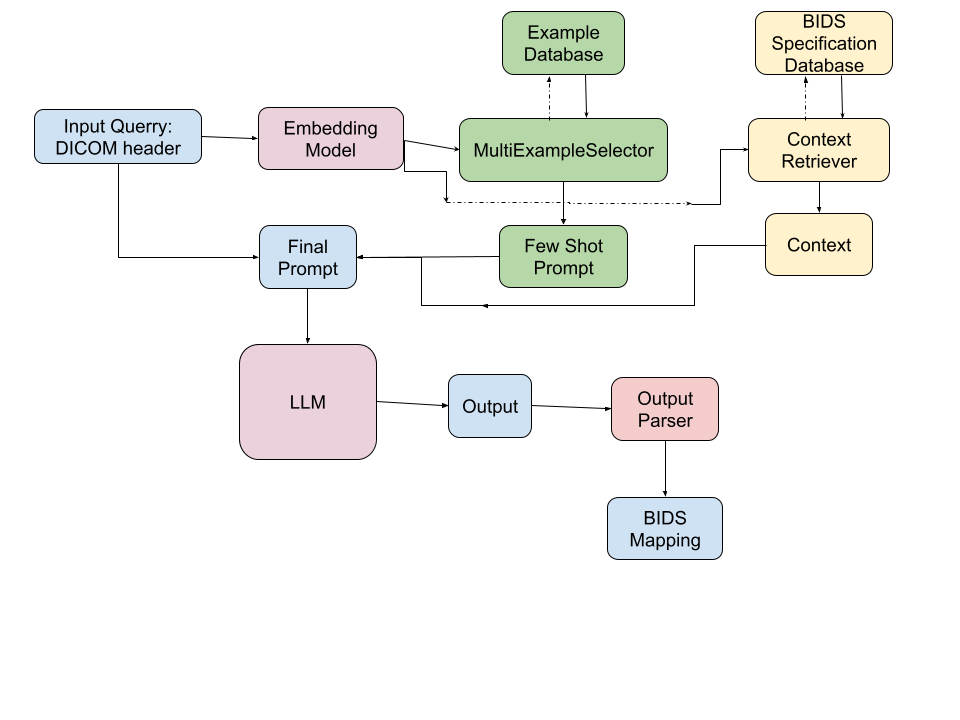 Example
Database
BIDS
Specification
Database
Input Querry:
DICOM header
Embedding
Model
MultiExampleSelector
Context
Retriever
Final
Prompt
Few Shot
Prompt
Context
LLM
Output
Output
Parser
BIDS
Mapping